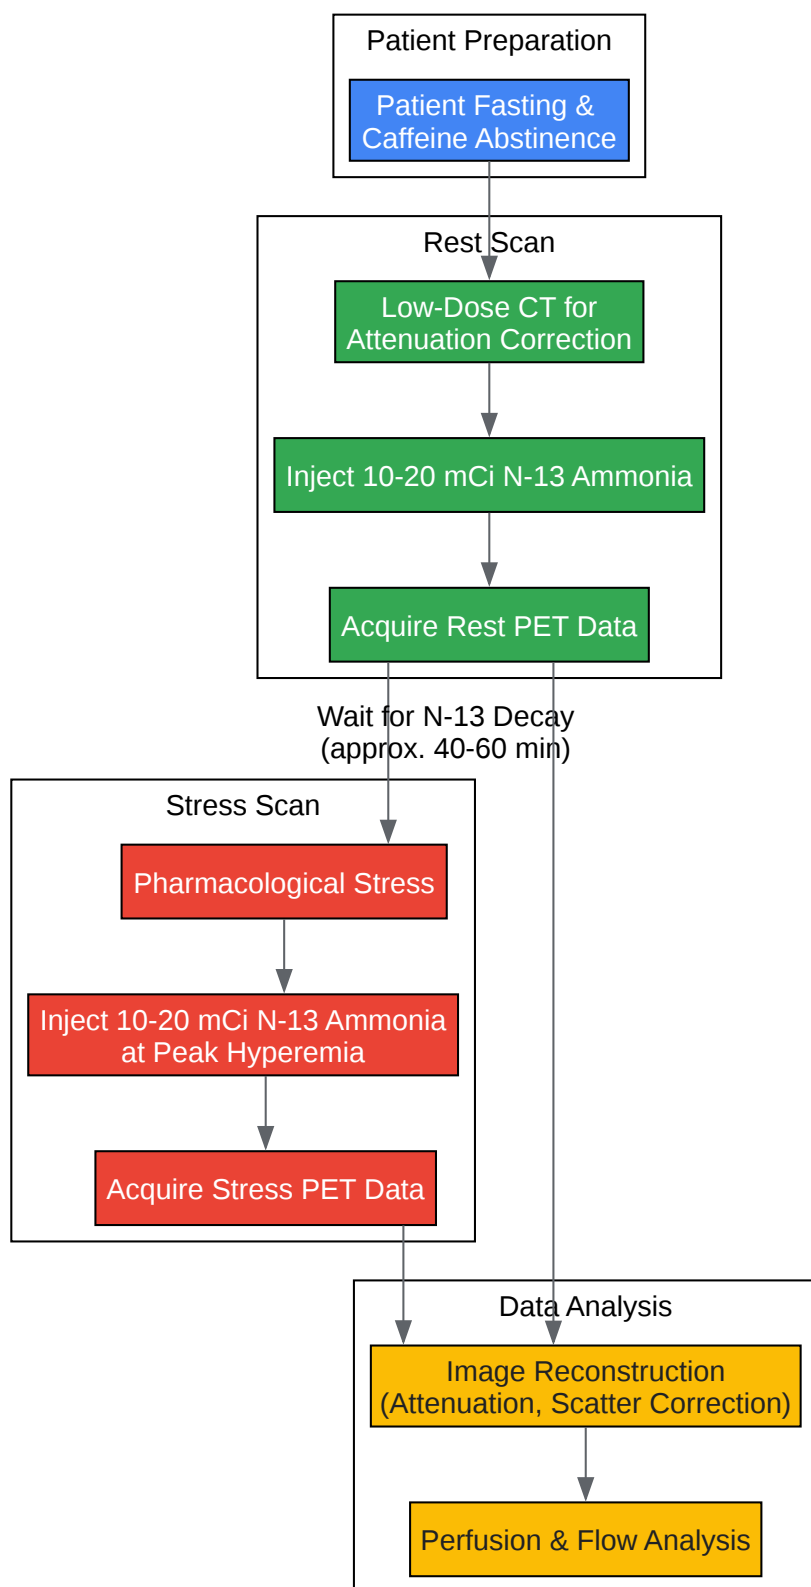 Patient Preparation
Patient Fasting &
Caffeine Abstinence
Rest Scan
Low-Dose CT for
Attenuation Correction
Inject 10-20 mCi N-13 Ammonia
Acquire Rest PET Data
Wait for N-13 Decay
(approx. 40-60 min)
Stress Scan
Pharmacological Stress
Inject 10-20 mCi N-13 Ammonia
at Peak Hyperemia
Acquire Stress PET Data
Data Analysis
Image Reconstruction
(Attenuation, Scatter Correction)
Perfusion & Flow Analysis